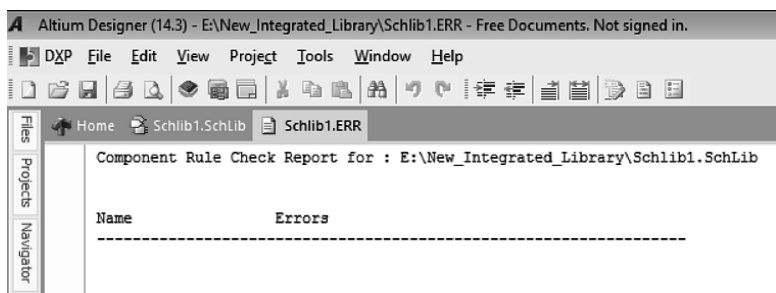 Altium Designer (14.3) - E:\New_Integrated_Library\Schlib1.ERR - Free Documents. Not signed in.
DXP File Edit View Project Tools Window Help
Home Schlib1.SchLib Schlib1.ERR
Files
Projects
Navigator
Component Rule Check Report for : E:\New_Integrated_Library\Schlib1.SchLib
Name Errors
--------------------------------------------------------------------